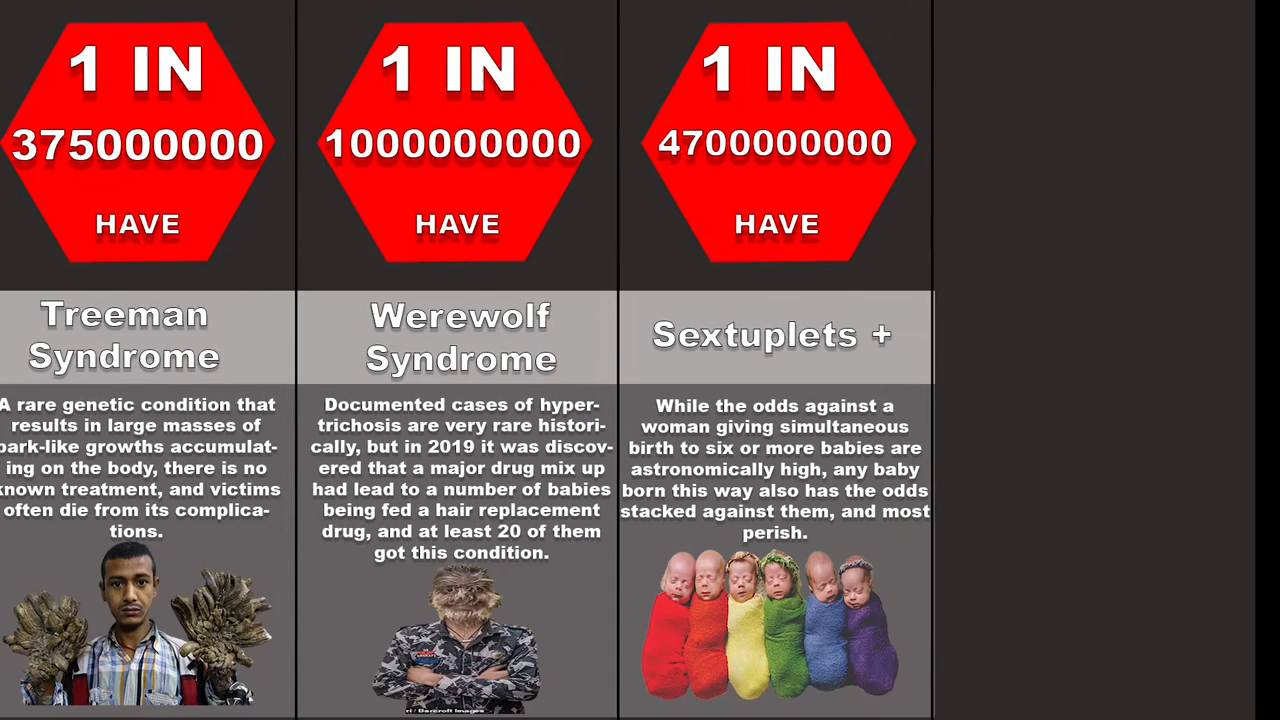 1 IN
375000000
HAVE
Treeman
Syndrome
A rare genetic condition that
results in large masses of
bark-like growths accumulat-
ing on the body, there is no
known treatment, and victims
often die from its complica-
tions.
1 IN
1000000000
HAVE
Werewolf
Syndrome
Documented cases of hyper-
trichosis are very rare histori-
cally, but in 2019 it was discov-
ered that a major drug mix up
had lead to a number of babies
being fed a hair replacement
drug, and at least 20 of them
got this condition.
ri / Barcroft Images
1 IN
4700000000
HAVE
Sextuplets +
While the odds against a
woman giving simultaneous
birth to six or more babies are
astronomically high, any baby
born this way also has the odds
stacked against them, and most
perish.